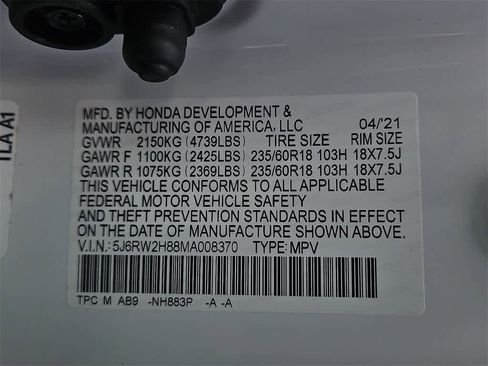 MFD. BY HONDA DEVELOPMENT &
MANUFACTURING OF AMERICA, LLC 04/'21
GVWR 2150KG (4739LBS) TIRE SIZE RIM SIZE
GAWR F 1100KG (2425LBS) 235/60R18 103H 18X7.5J
GAWR R 1075KG (2369LBS) 235/60R18 103H 18X7.5J
THIS VEHICLE CONFORMS TO ALL APPLICABLE
FEDERAL MOTOR VEHICLE SAFETY
AND THEFT PREVENTION STANDARDS IN EFFECT
ON THE DATE OF MANUFACTURE SHOWN ABOVE.
V.I.N.: 5J6RW2H88MA008370 TYPE: MPV
TPC M AB9 -NH883P -A -A